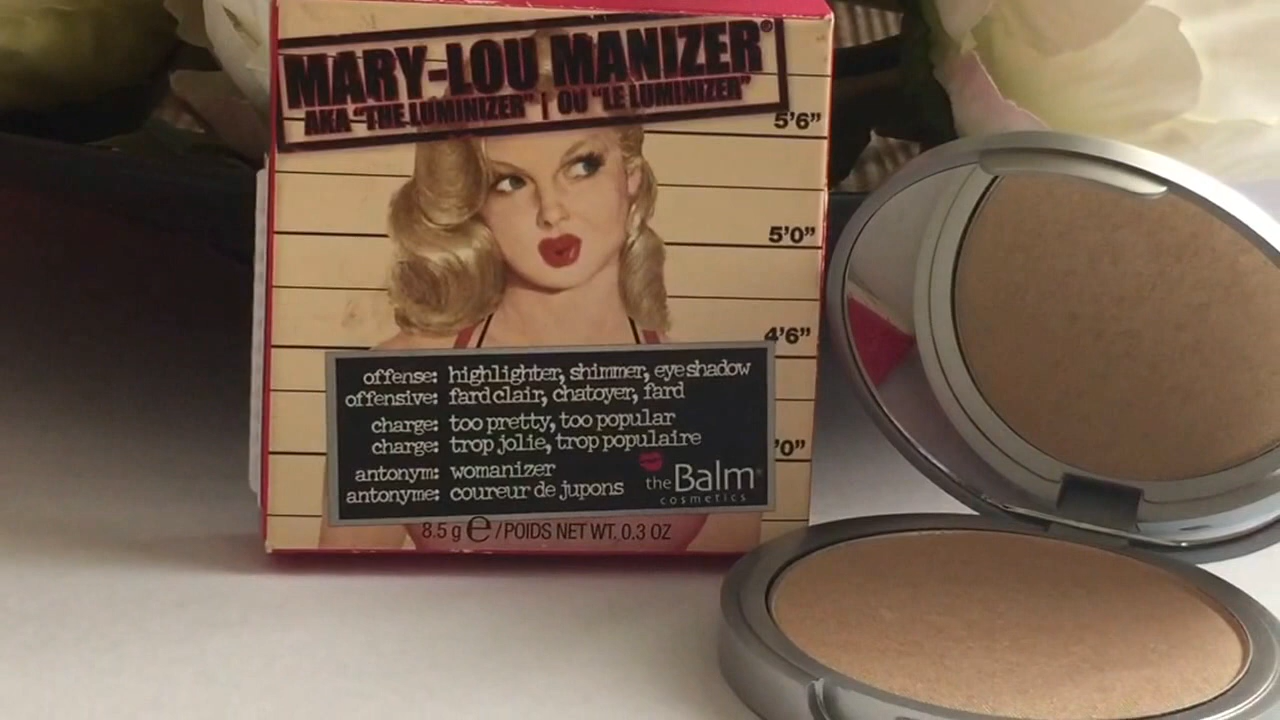 MARY-LOU MANIZER®
AKA "THE LUMINIZER" | OU "LE LUMINIZER"
5'6"
5'0"
4'6"
'0"
offense: highlighter, shimmer, eyeshadow
offensive: fard clair, chatoyer, fard
charge: too pretty, too popular
charge: trop jolie, trop populaire
antonym: womanizer
antonyme: coureur de jupons
theBalm®
cosmetics
8.5 g e / POIDS NET WT. 0.3 OZ